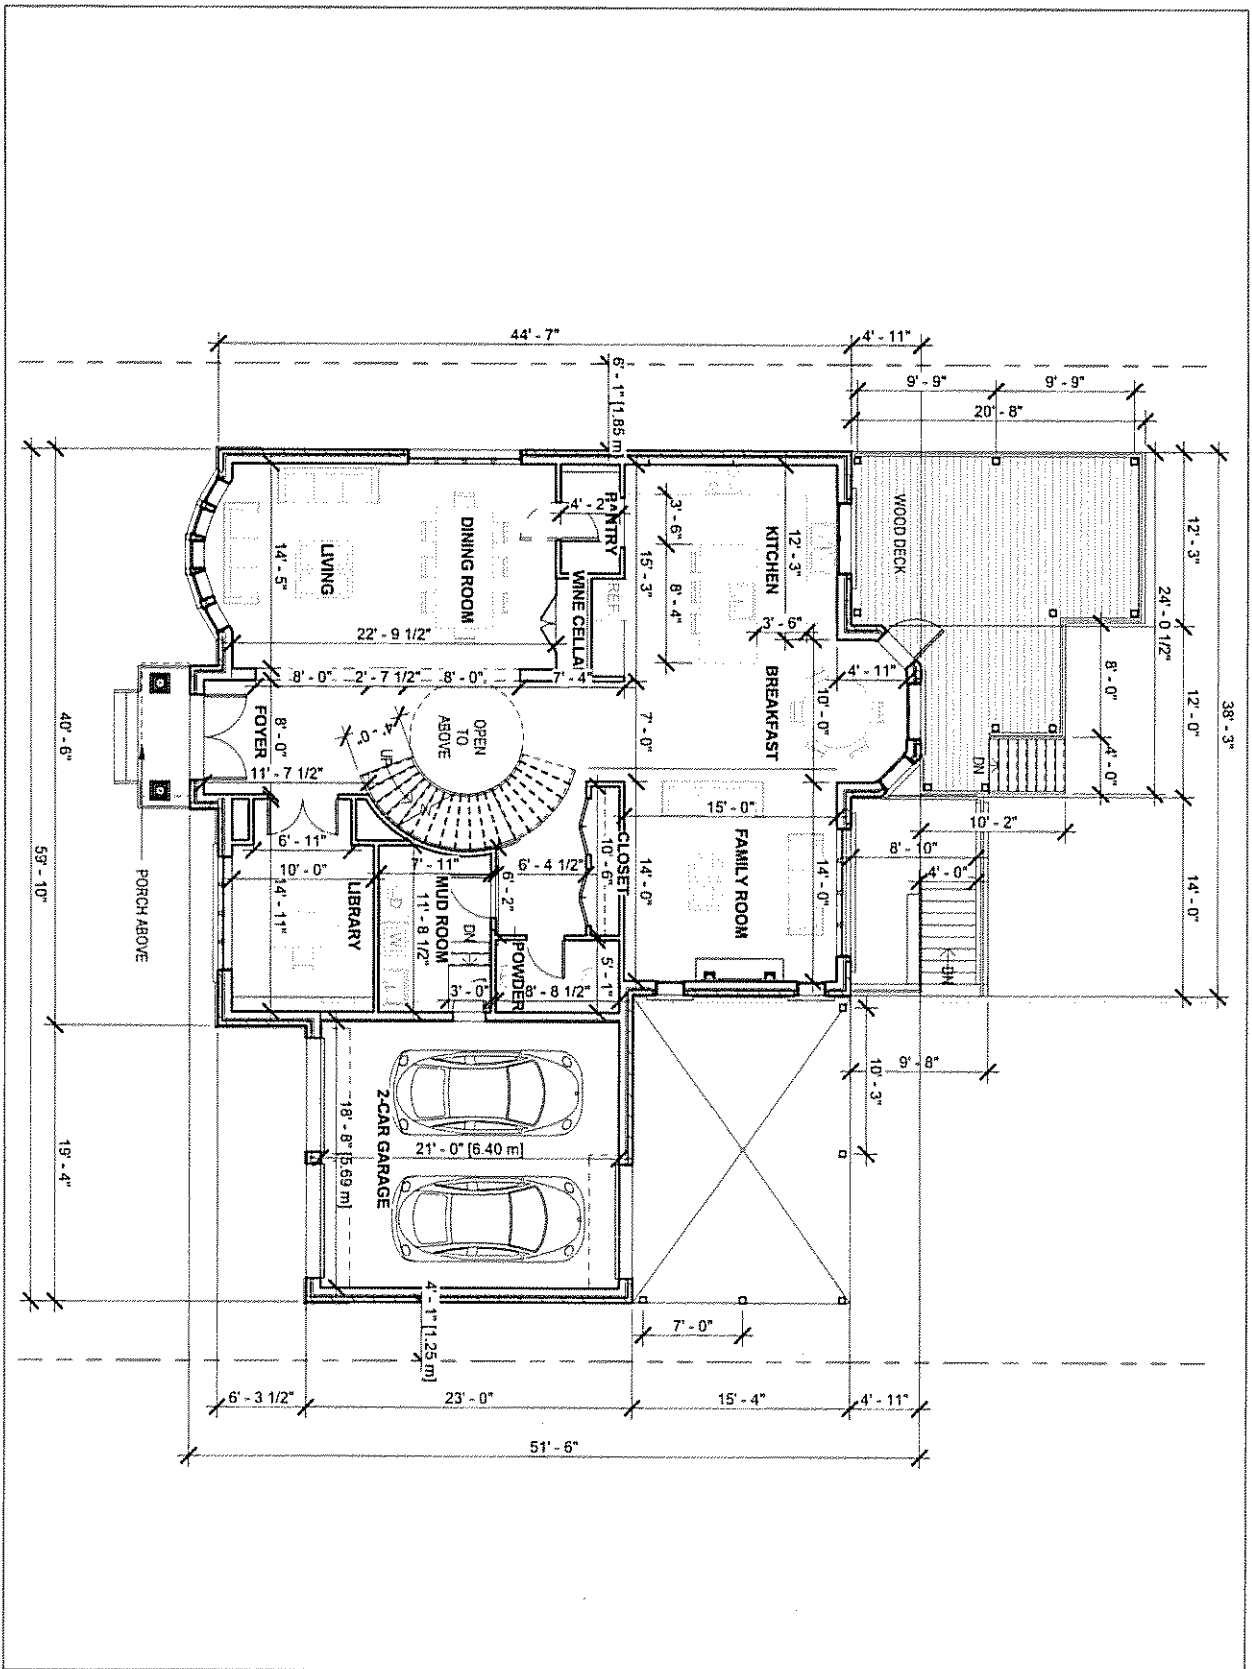 44' - 7"
4' - 11"
9' - 9"
9' - 9"
20' - 8"
6' - 1" [1.85 m
12' - 3"
24' - 0 1/2"
38' - 3"
8' - 0"
12' - 0"
4' - 0"
14' - 0"
WOOD DECK
DN
10' - 2"
8' - 10"
4' - 0"
DN
9' - 8"
10' - 3"
KITCHEN
12' - 3"
3' - 6"
15' - 3"
8' - 4"
3' - 6"
REF.
PANTRY
4' - 2"
WINE CELLA
BREAKFAST
4' - 11"
10' - 0"
7' - 0"
FAMILY ROOM
15' - 0"
14' - 0"
14' - 0"
DINING ROOM
LIVING
14' - 5"
22' - 9 1/2"
8' - 0"
2' - 7 1/2"
8' - 0"
7' - 4"
FOYER
8' - 0"
11' - 7 1/2"
OPEN
TO
ABOVE
4' - 0"
UP
CLOSET
10' - 6"
6' - 4 1/2"
6' - 2"
6' - 11"
10' - 0"
14' - 11"
LIBRARY
7' - 11"
MUD ROOM
11' - 8 1/2"
D
W
DN
3' - 0"
POWDER
8' - 8 1/2"
5' - 1"
PORCH ABOVE
2-CAR GARAGE
18' - 8" [5.69 m]
21' - 0" [6.40 m]
4' - 1" [1.25 m]
7' - 0"
40' - 6"
59' - 10"
19' - 4"
6' - 3 1/2"
23' - 0"
15' - 4"
4' - 11"
51' - 6"